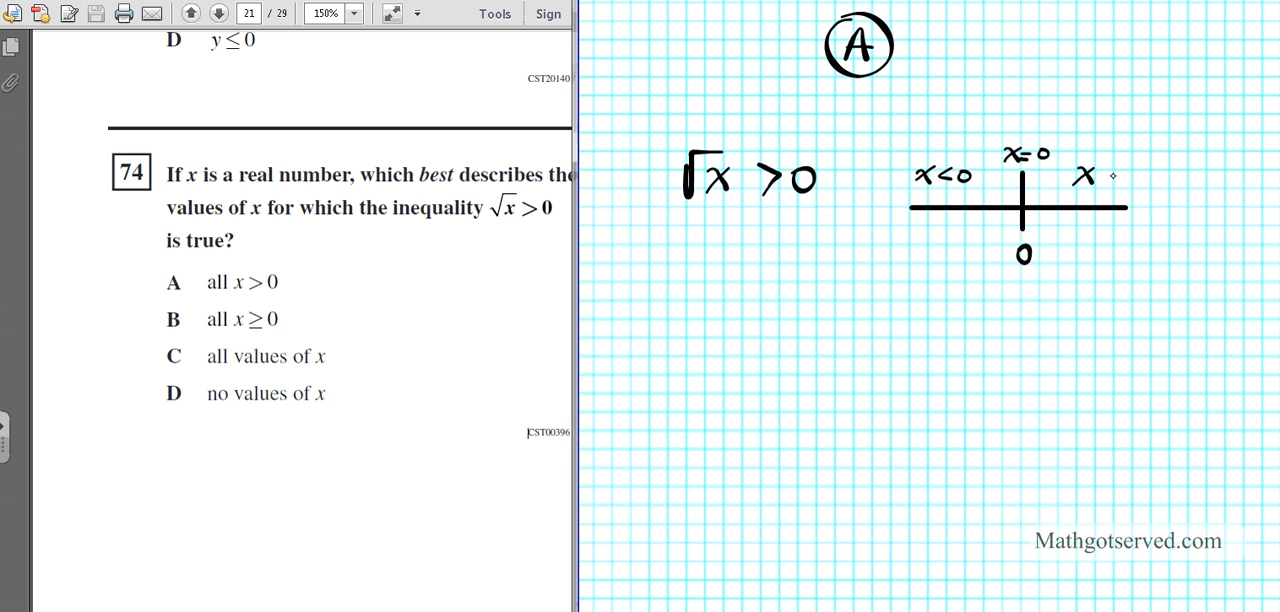 21 / 29 150% Tools Sign
D y ≤ 0
CST20140
74 If x is a real number, which best describes the
values of x for which the inequality √x > 0
is true?
A all x > 0
B all x ≥ 0
C all values of x
D no values of x
CST00396
A
√x > 0
x<0 x=0 x
0
Mathgotserved.com